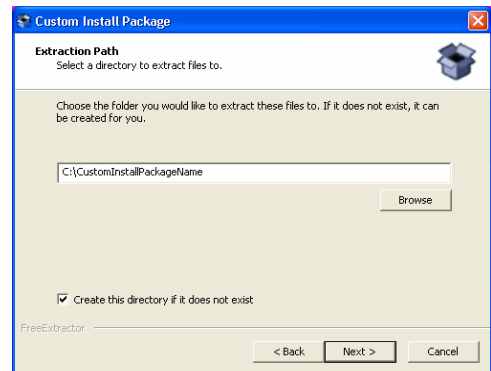 Custom Install Package
Extraction Path
Select a directory to extract files to.
Choose the folder you would like to extract these files to. If it does not exist, it can
be created for you.
C:\CustomInstallPackageName
Browse
Create this directory if it does not exist
FreeExtractor
< Back Next > Cancel